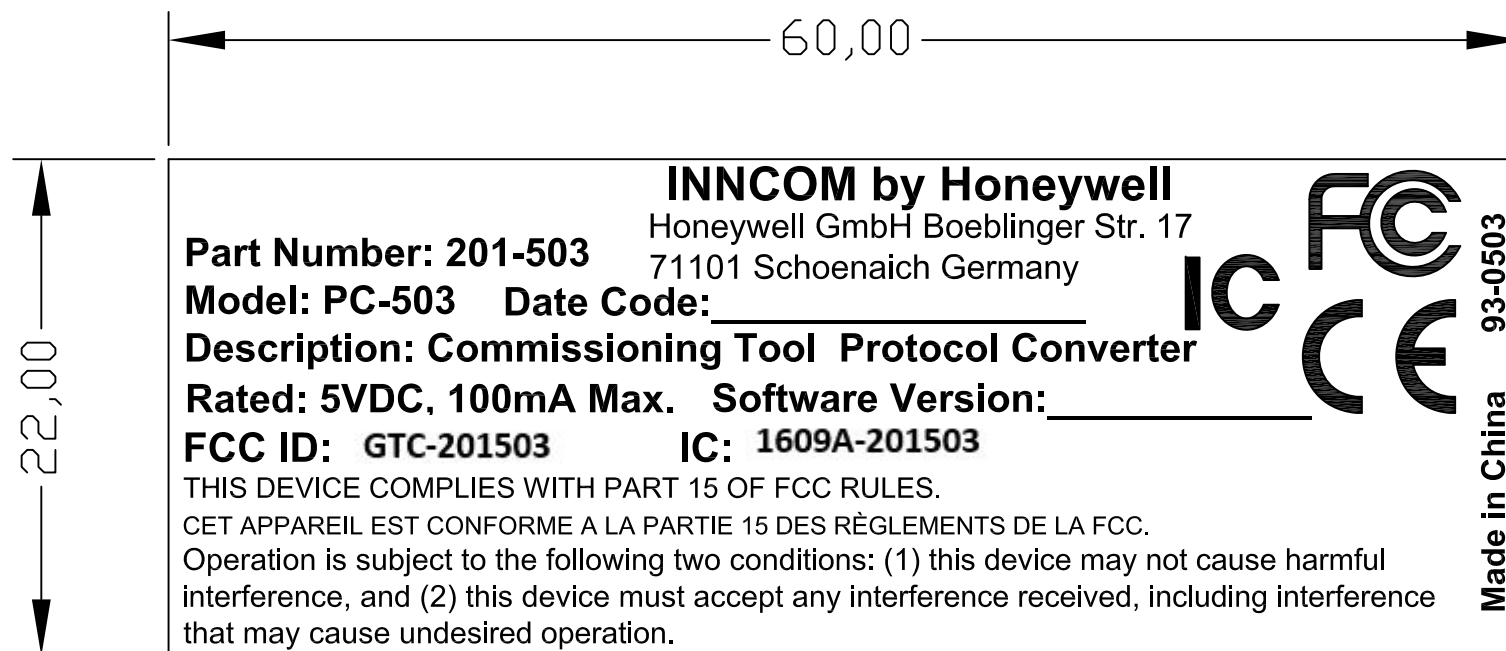 60,00
22,00
INNCOM by Honeywell
Honeywell GmbH Boeblinger Str. 17
71101 Schoenaich Germany
Part Number: 201-503
Model: PC-503 Date Code:
Description: Commissioning Tool Protocol Converter
Rated: 5VDC, 100mA Max. Software Version:
FCC ID: GTC-201503 IC: 1609A-201503
THIS DEVICE COMPLIES WITH PART 15 OF FCC RULES.
CET APPAREIL EST CONFORME A LA PARTIE 15 DES RÈGLEMENTS DE LA FCC.
Operation is subject to the following two conditions: (1) this device may not cause harmful
interference, and (2) this device must accept any interference received, including interference
that may cause undesired operation.
IC
FC
CE
Made in China 93-0503